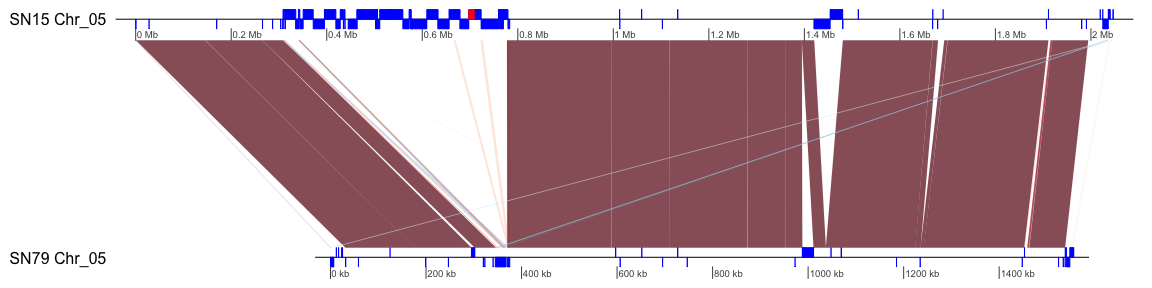 SN15 Chr_05
0 Mb 0.2 Mb 0.4 Mb 0.6 Mb 0.8 Mb 1 Mb 1.2 Mb 1.4 Mb 1.6 Mb 1.8 Mb 2 Mb
SN79 Chr_05
0 kb 200 kb 400 kb 600 kb 800 kb 1000 kb 1200 kb 1400 kb